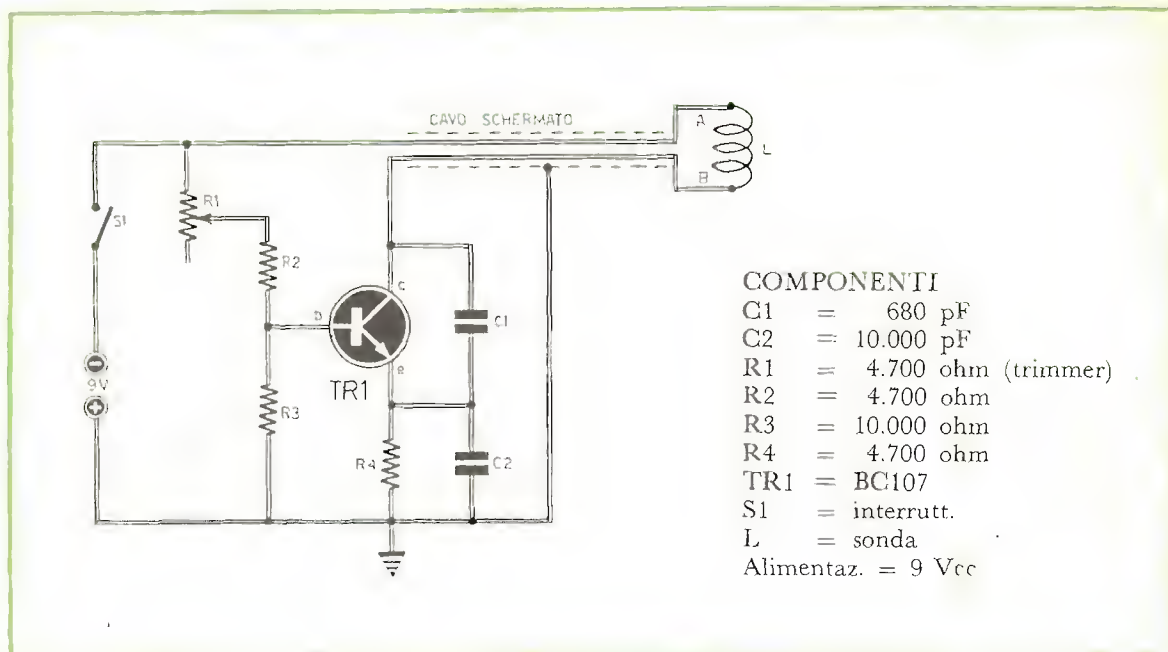 CAVO SCHERMATO
A
L
B
S1
R1
R2
C
C1
TR1
9V
R3
R4
C2
COMPONENTI
C1 = 680 pF
C2 = 10.000 pF
R1 = 4.700 ohm (trimmer)
R2 = 4.700 ohm
R3 = 10.000 ohm
R4 = 4.700 ohm
TR1 = BC107
S1 = interrutt.
L = sonda
Alimentaz. = 9 Vcc